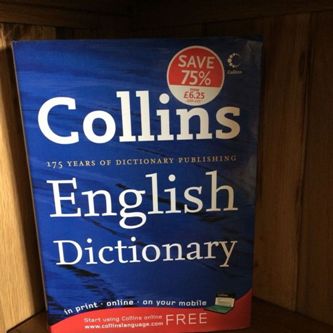 SAVE
75%
£6.25
Collins
Collins
175 YEARS OF DICTIONARY PUBLISHING
English
Dictionary
in print · online · on your mobile
Start using Collins online
www.collinslanguage.com
FREE